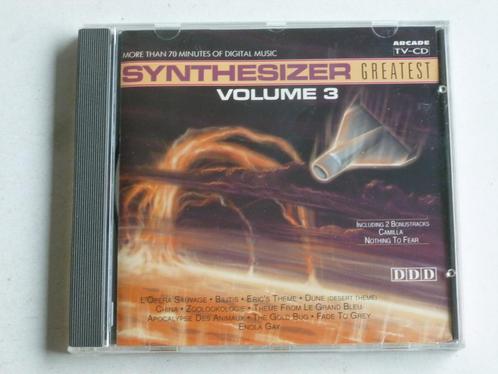 MORE THAN 70 MINUTES OF DIGITAL MUSIC
ARCADE
TV-CD
SYNTHESIZER GREATEST
VOLUME 3
INCLUDING 2 BONUSTRACKS
CAMILLA
NOTHING TO FEAR
DDD
L'OPERA SAUVAGE • BILITIS • ERIC'S THEME • DUNE (DESERT THEME)
CHINA • ZOOLOOKOLOGIE • THEME FROM LE GRAND BLEU
APOCALYPSE DES ANIMAUX • THE GOLD BUG • FADE TO GREY
ENOLA GAY